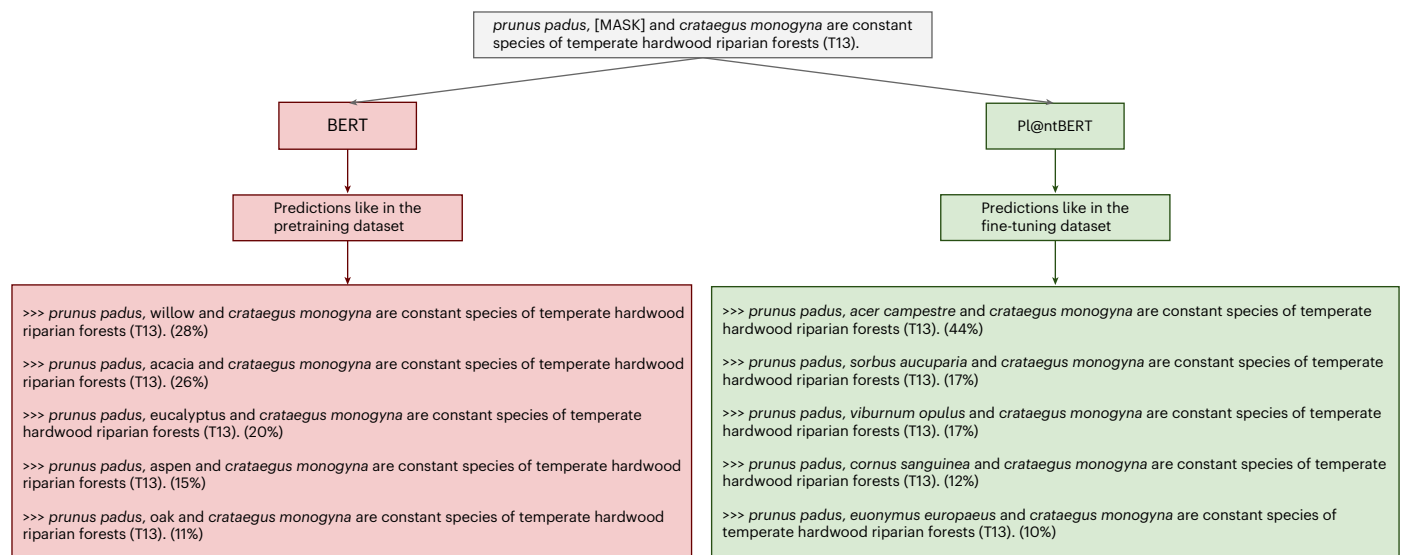 prunus padus, [MASK] and crataegus monogyna are constant
species of temperate hardwood riparian forests (T13).
BERT
Pl@ntBERT
Predictions like in the
pretraining dataset
Predictions like in the
fine-tuning dataset
>>> prunus padus, willow and crataegus monogyna are constant species of temperate hardwood
riparian forests (T13). (28%)
>>> prunus padus, acacia and crataegus monogyna are constant species of temperate hardwood
riparian forests (T13). (26%)
>>> prunus padus, eucalyptus and crataegus monogyna are constant species of temperate
hardwood riparian forests (T13). (20%)
>>> prunus padus, aspen and crataegus monogyna are constant species of temperate hardwood
riparian forests (T13). (15%)
>>> prunus padus, oak and crataegus monogyna are constant species of temperate hardwood
riparian forests (T13). (11%)
>>> prunus padus, acer campestre and crataegus monogyna are constant species of temperate
hardwood riparian forests (T13). (44%)
>>> prunus padus, sorbus aucuparia and crataegus monogyna are constant species of temperate
hardwood riparian forests (T13). (17%)
>>> prunus padus, viburnum opulus and crataegus monogyna are constant species of temperate
hardwood riparian forests (T13). (17%)
>>> prunus padus, cornus sanguinea and crataegus monogyna are constant species of temperate
hardwood riparian forests (T13). (12%)
>>> prunus padus, euonymus europaeus and crataegus monogyna are constant species of
temperate hardwood riparian forests (T13). (10%)